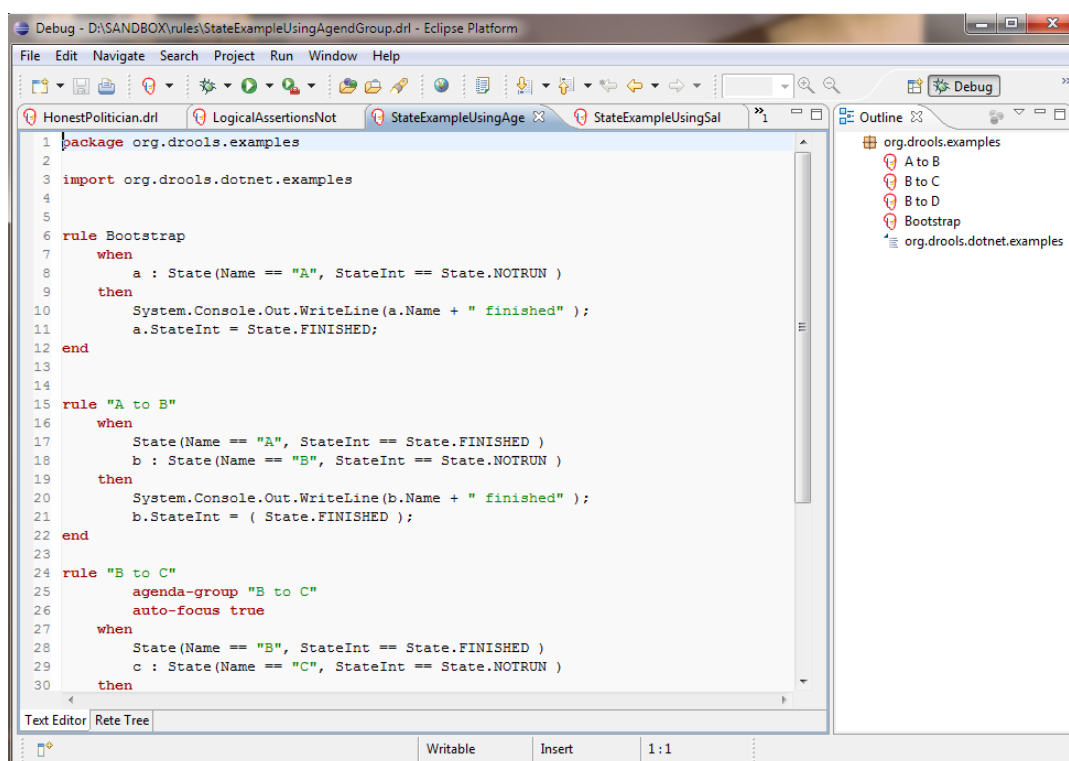 Debug - D:\SANDBOX\rules\StateExampleUsingAgendGroup.drl - Eclipse Platform
File Edit Navigate Search Project Run Window Help
Debug
»
HonestPolitician.drl LogicalAssertionsNot StateExampleUsingAge StateExampleUsingSal »1
1 package org.drools.examples
2
3 import org.drools.dotnet.examples
4
5
6 rule Bootstrap
7 when
8 a : State(Name == "A", StateInt == State.NOTRUN )
9 then
10 System.Console.Out.WriteLine(a.Name + " finished" );
11 a.StateInt = State.FINISHED;
12 end
13
14
15 rule "A to B"
16 when
17 State(Name == "A", StateInt == State.FINISHED )
18 b : State(Name == "B", StateInt == State.NOTRUN )
19 then
20 System.Console.Out.WriteLine(b.Name + " finished" );
21 b.StateInt = ( State.FINISHED );
22 end
23
24 rule "B to C"
25 agenda-group "B to C"
26 auto-focus true
27 when
28 State(Name == "B", StateInt == State.FINISHED )
29 c : State(Name == "C", StateInt == State.NOTRUN )
30 then
Text Editor Rete Tree
Outline
org.drools.examples
A to B
B to C
B to D
Bootstrap
org.drools.dotnet.examples
Writable Insert 1:1